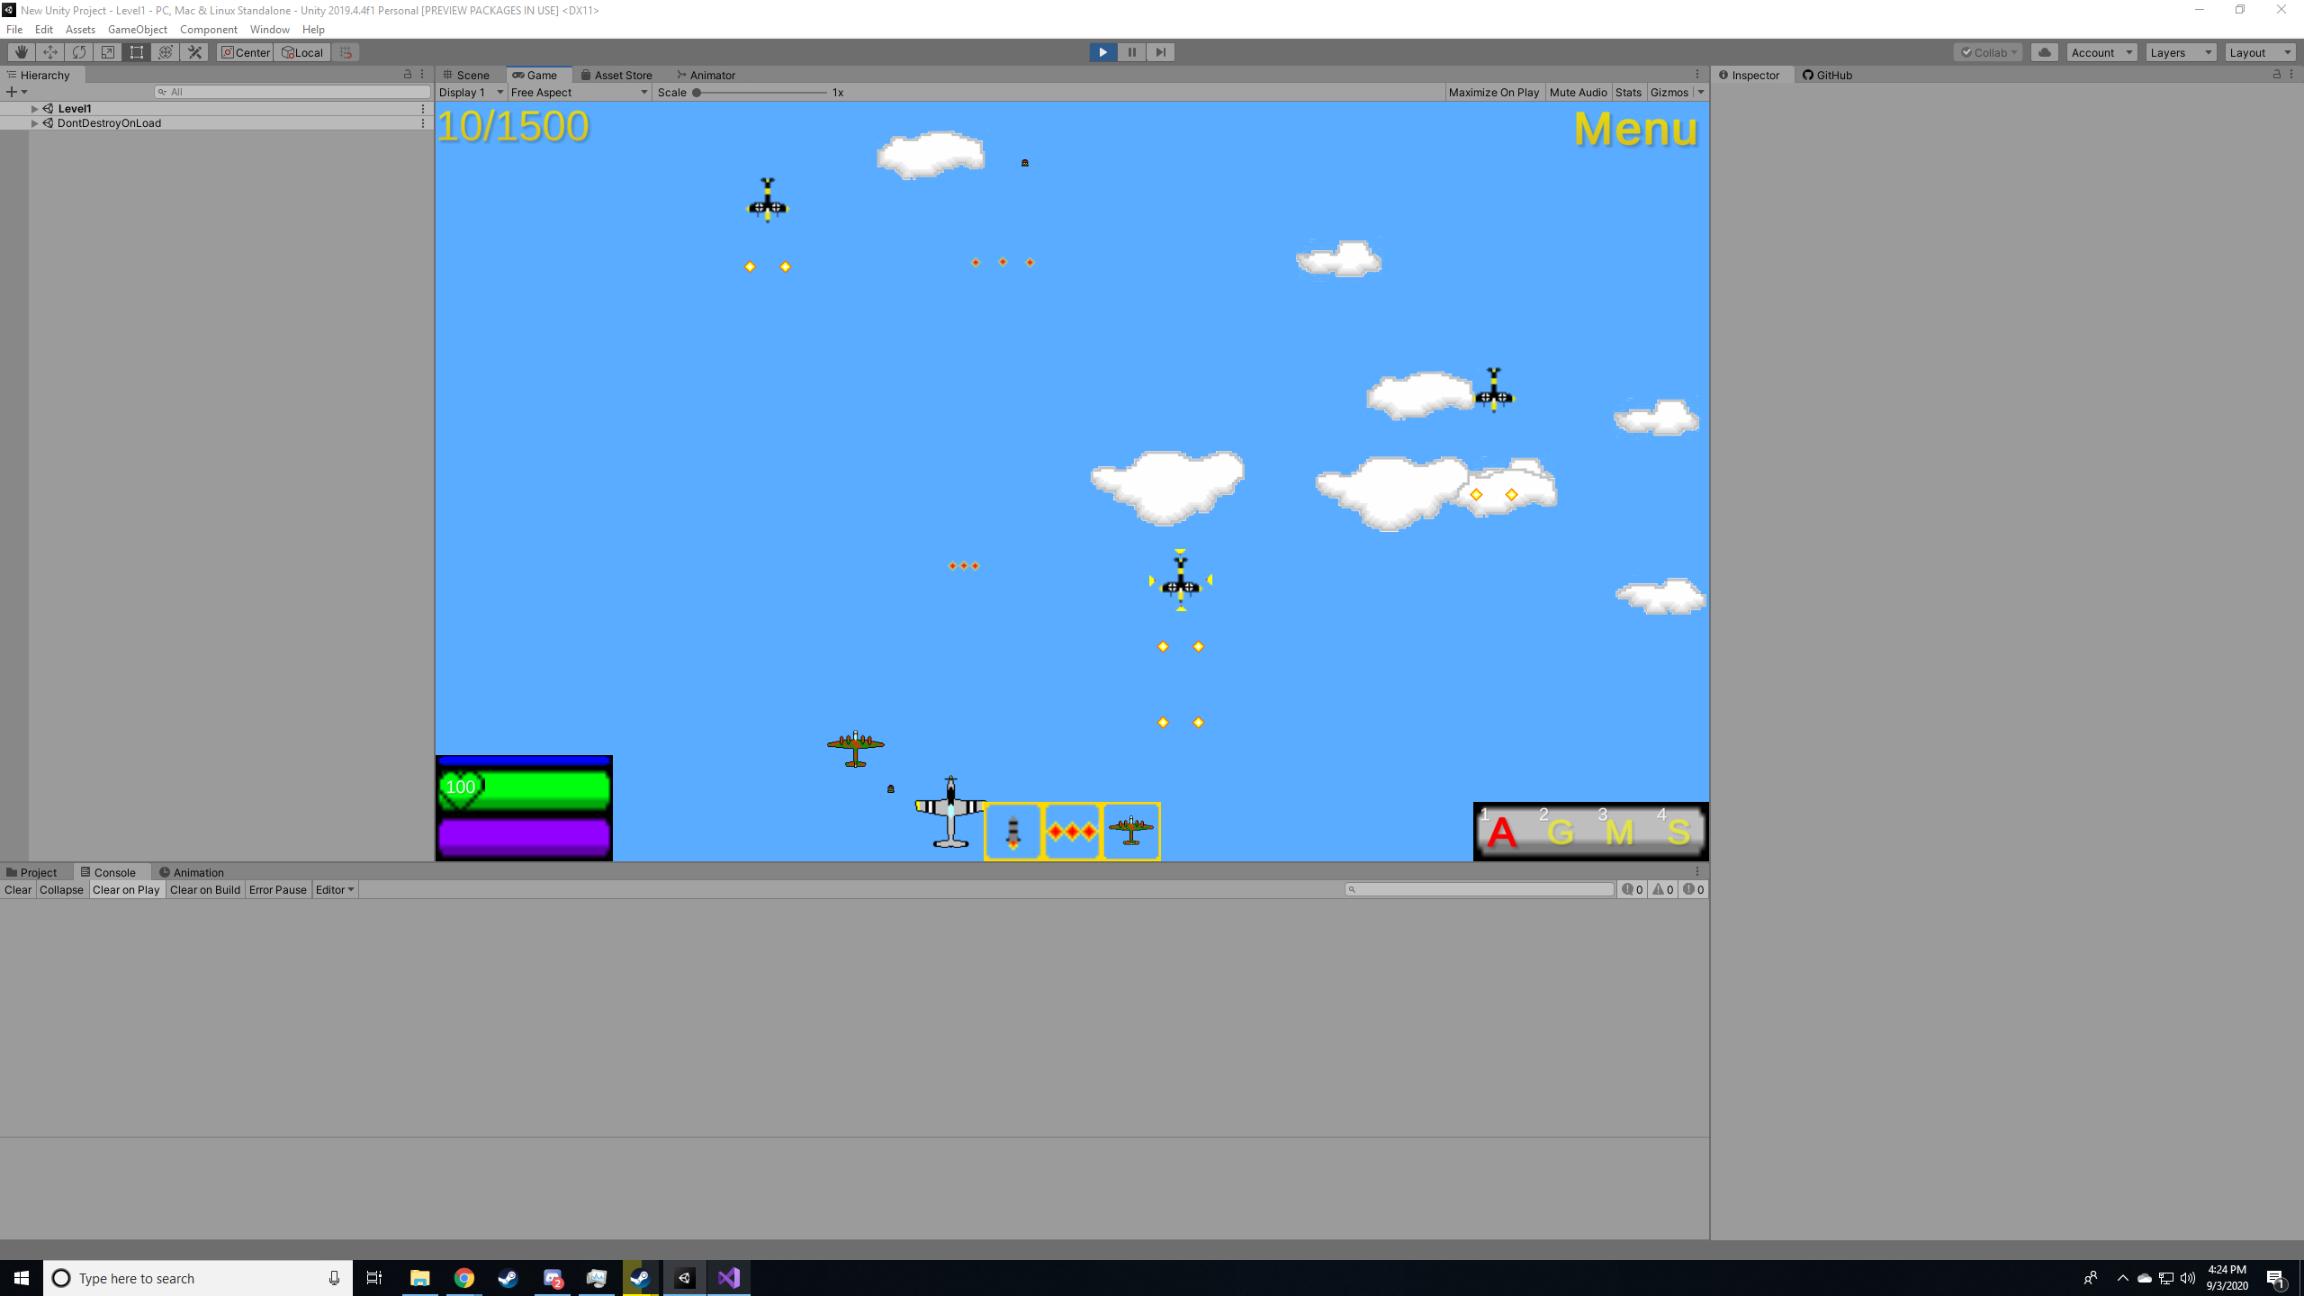 New Unity Project - Level1 - PC, Mac & Linux Standalone - Unity 2019.4.4f1 Personal [PREVIEW PACKAGES IN USE] <DX11>
File Edit Assets GameObject Component Window Help
Center Local Collab Account Layers Layout
Hierarchy Scene Game Asset Store Animator Inspector GitHub
All Display 1 Free Aspect Scale 1x Maximize On Play Mute Audio Stats Gizmos
Level1
DontDestroyOnLoad
10/1500 Menu
100
1 2 3 4
A G M S
Project Console Animation
Clear Collapse Clear on Play Clear on Build Error Pause Editor 0 0 0
Type here to search
2
4:24 PM
9/3/2020
1